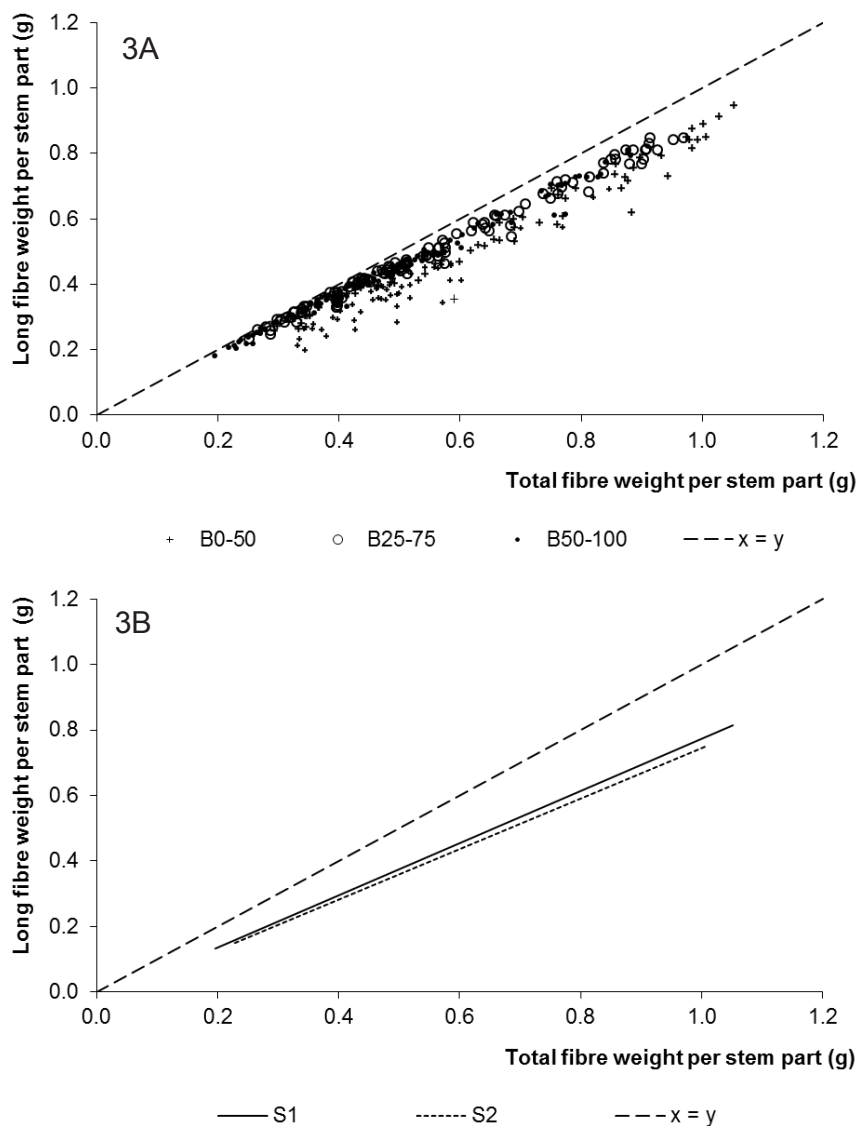 3A
Long fibre weight per stem part (g)
1.2
1.0
0.8
0.6
0.4
0.2
0.0
0.0 0.2 0.4 0.6 0.8 1.0 1.2
Total fibre weight per stem part (g)
B0-50 B25-75 B50-100 x = y
3B
Long fibre weight per stem part (g)
1.2
1.0
0.8
0.6
0.4
0.2
0.0
0.0 0.2 0.4 0.6 0.8 1.0 1.2
Total fibre weight per stem part (g)
S1 S2 x = y